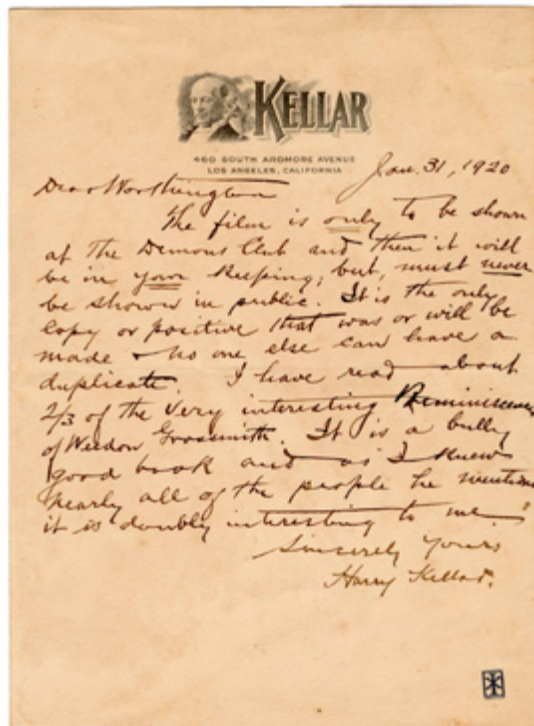 KELLAR
460 SOUTH ARDMORE AVENUE
LOS ANGELES, CALIFORNIA
Jan. 31, 1920
Dear Worthington
The film is only to be shown
at the Demons Club and then it will
be in your keeping; but, must never
be shown in public. It is the only
copy or positive that was or will be
made & no one else can have a
duplicate. I have read about
2/3 of the very interesting Reminiscences
of Weedon Grossmith. It is a bully
good book and as I knew
nearly all of the people he mentions
it is doubly interesting to me.
Sincerely Yours
Harry Kellar.